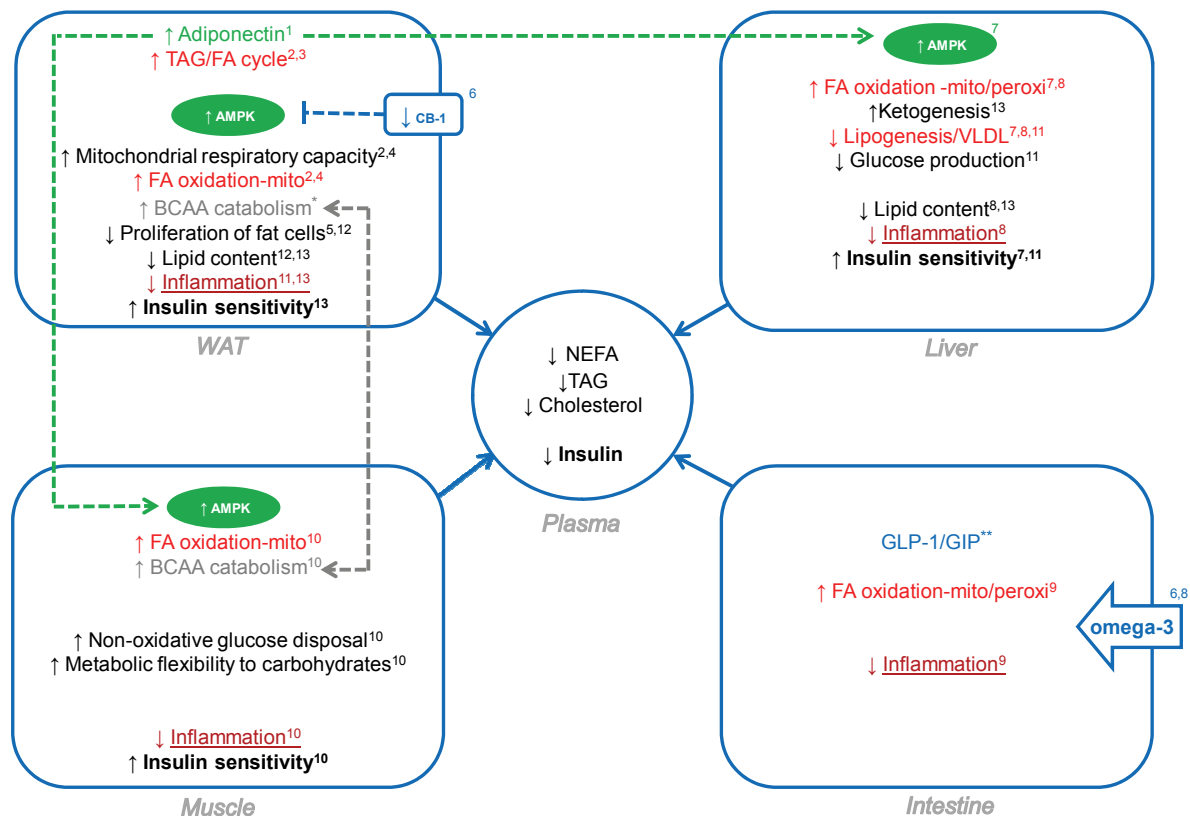 ↑ Adiponectin¹
↑ TAG/FA cycle²,³
↑ AMPK
6
↓ CB-1
↑ Mitochondrial respiratory capacity²,⁴
↑ FA oxidation-mito²,⁴
↑ BCAA catabolism*
↓ Proliferation of fat cells⁵,¹²
↓ Lipid content¹²,¹³
↓ Inflammation¹¹,¹³
↑ Insulin sensitivity¹³
WAT
7
↑ AMPK
↑ FA oxidation -mito/peroxi⁷,⁸
↑Ketogenesis¹³
↓ Lipogenesis/VLDL⁷,⁸,¹¹
↓ Glucose production¹¹
↓ Lipid content⁸,¹³
↓ Inflammation⁸
↑ Insulin sensitivity⁷,¹¹
Liver
↓ NEFA
↓TAG
↓ Cholesterol
↓ Insulin
Plasma
↑ AMPK
↑ FA oxidation-mito¹⁰
↑ BCAA catabolism¹⁰
↑ Non-oxidative glucose disposal¹⁰
↑ Metabolic flexibility to carbohydrates¹⁰
↓ Inflammation¹⁰
↑ Insulin sensitivity¹⁰
Muscle
GLP-1/GIP**
↑ FA oxidation-mito/peroxi⁹
6,8
omega-3
↓ Inflammation⁹
Intestine